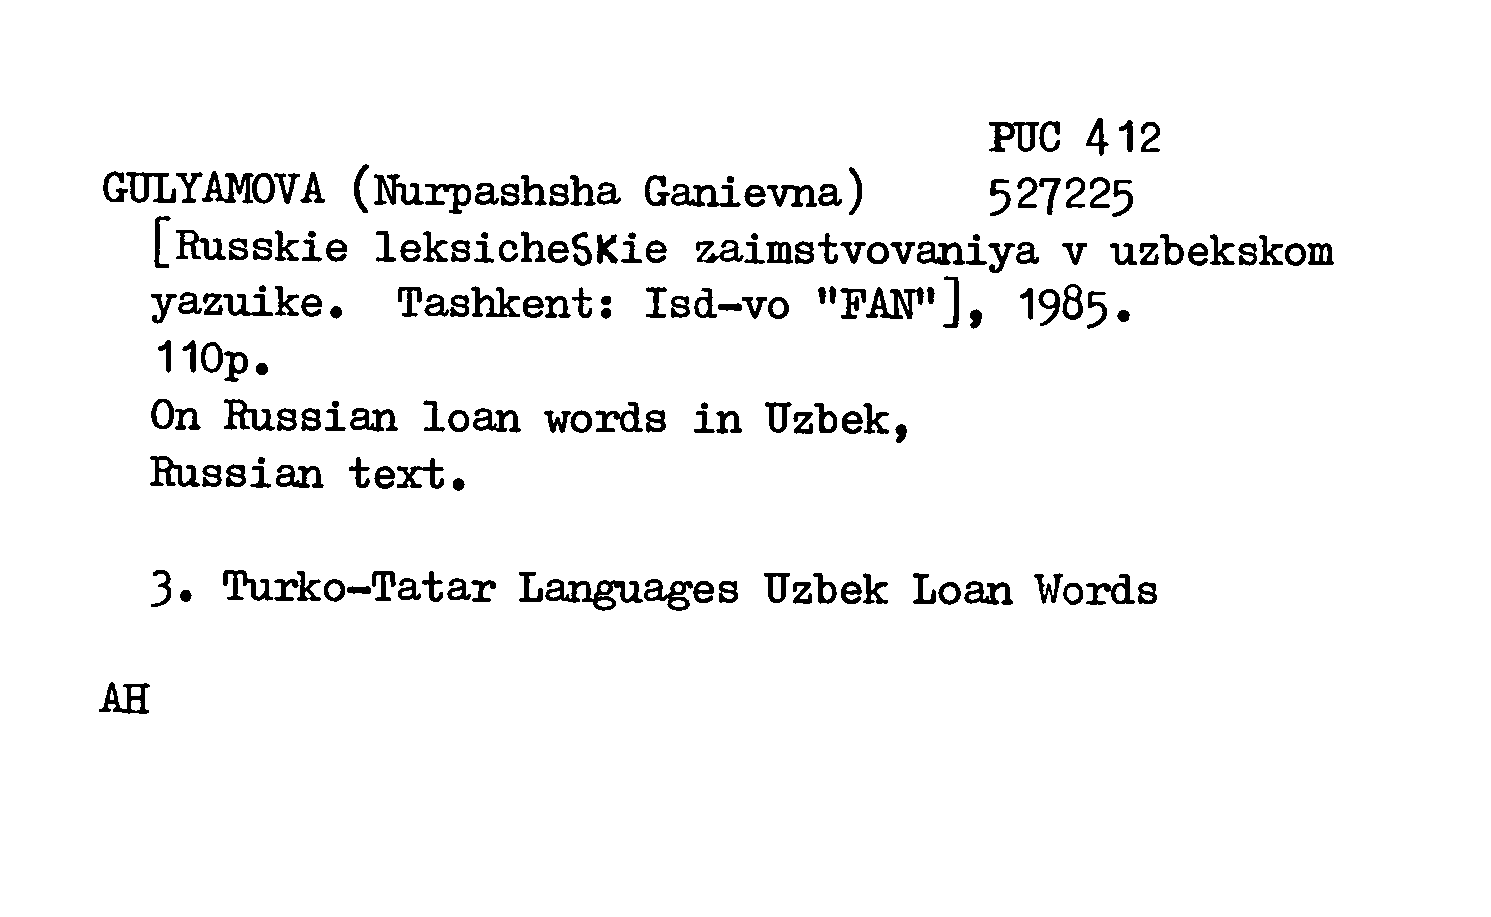 PUC 412
GULYAMOVA (Nurpashsha Ganievna) 527225
[Russkie leksicheSKie zaimstvovaniya v uzbekskom
yazuike. Tashkent: Isd-vo "FAN"], 1985.
110p.
On Russian loan words in Uzbek,
Russian text.
3. Turko-Tatar Languages Uzbek Loan Words
AH